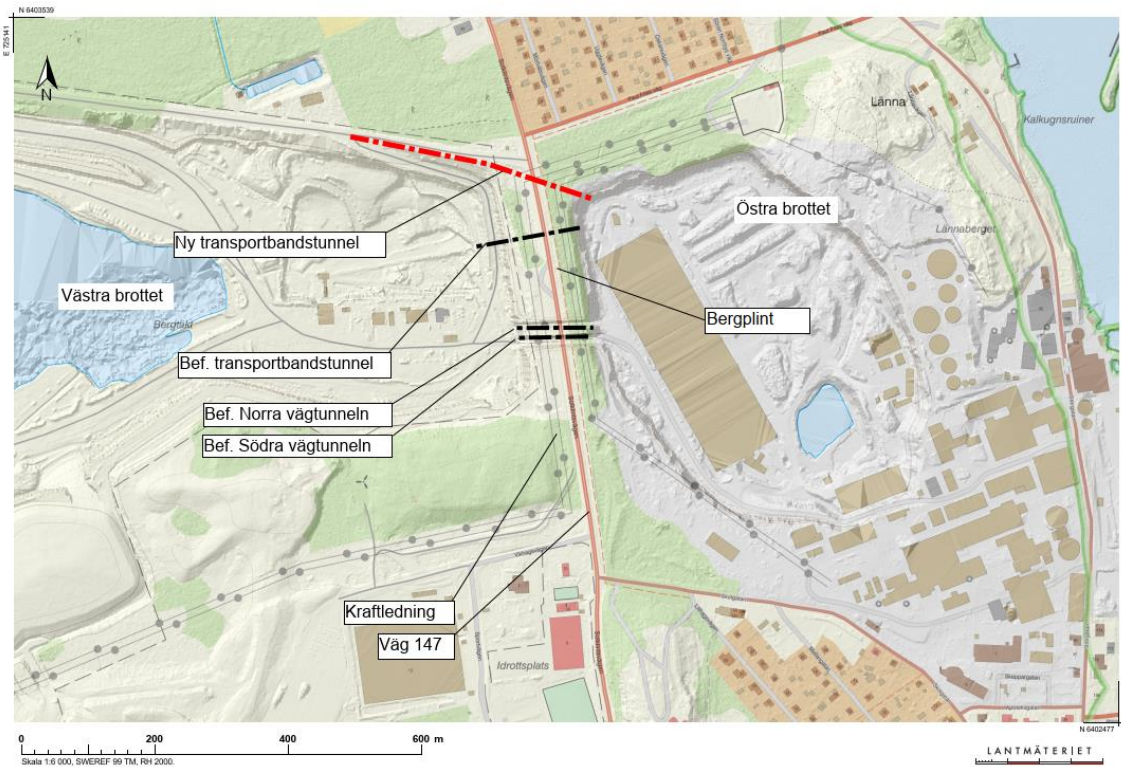 N 6403539
E 725141
N
Länna
Kalkugnsruiner
Östra brottet
Lännaberget
Ny transportbandstunnel
Västra brottet
Bergtäkt
Bergplint
Bef. transportbandstunnel
Bef. Norra vägtunneln
Bef. Södra vägtunneln
Kraftledning
Väg 147
Idrottsplats
Skeppargatan
N 6402477
0 200 400 600 m
Skala 1:6 000, SWEREF 99 TM, RH 2000.
LANTMÄTERIET